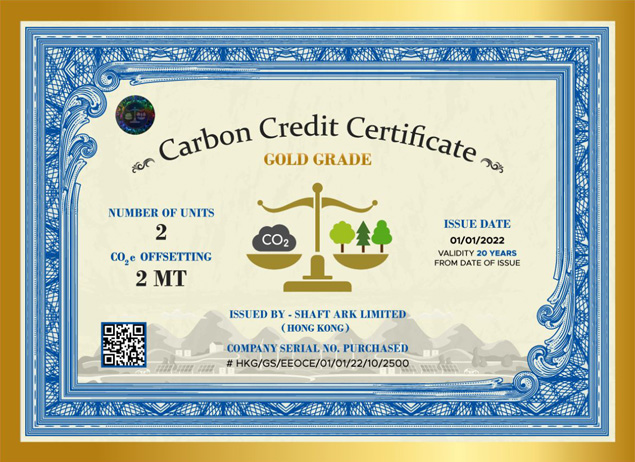 Carbon Credit Certificate
GOLD GRADE
NUMBER OF UNITS
2
CO₂e OFFSETTING
2 MT
CO₂
ISSUE DATE
01/01/2022
VALIDITY 20 YEARS
FROM DATE OF ISSUE
ISSUED BY - SHAFT ARK LIMITED
(HONG KONG)
COMPANY SERIAL NO. PURCHASED
# HKG/GS/EEOCE/01/01/22/10/2500